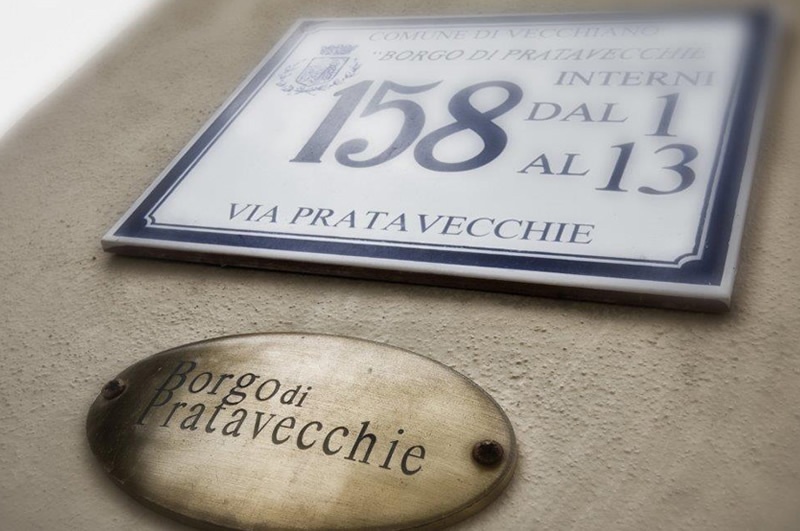 COMUNE DI VECCHIANO
"BORGO DI PRATAVECCHIE
INTERNI
158 DAL 1
AL 13
VIA PRATAVECCHIE
Borgo di
Pratavecchie